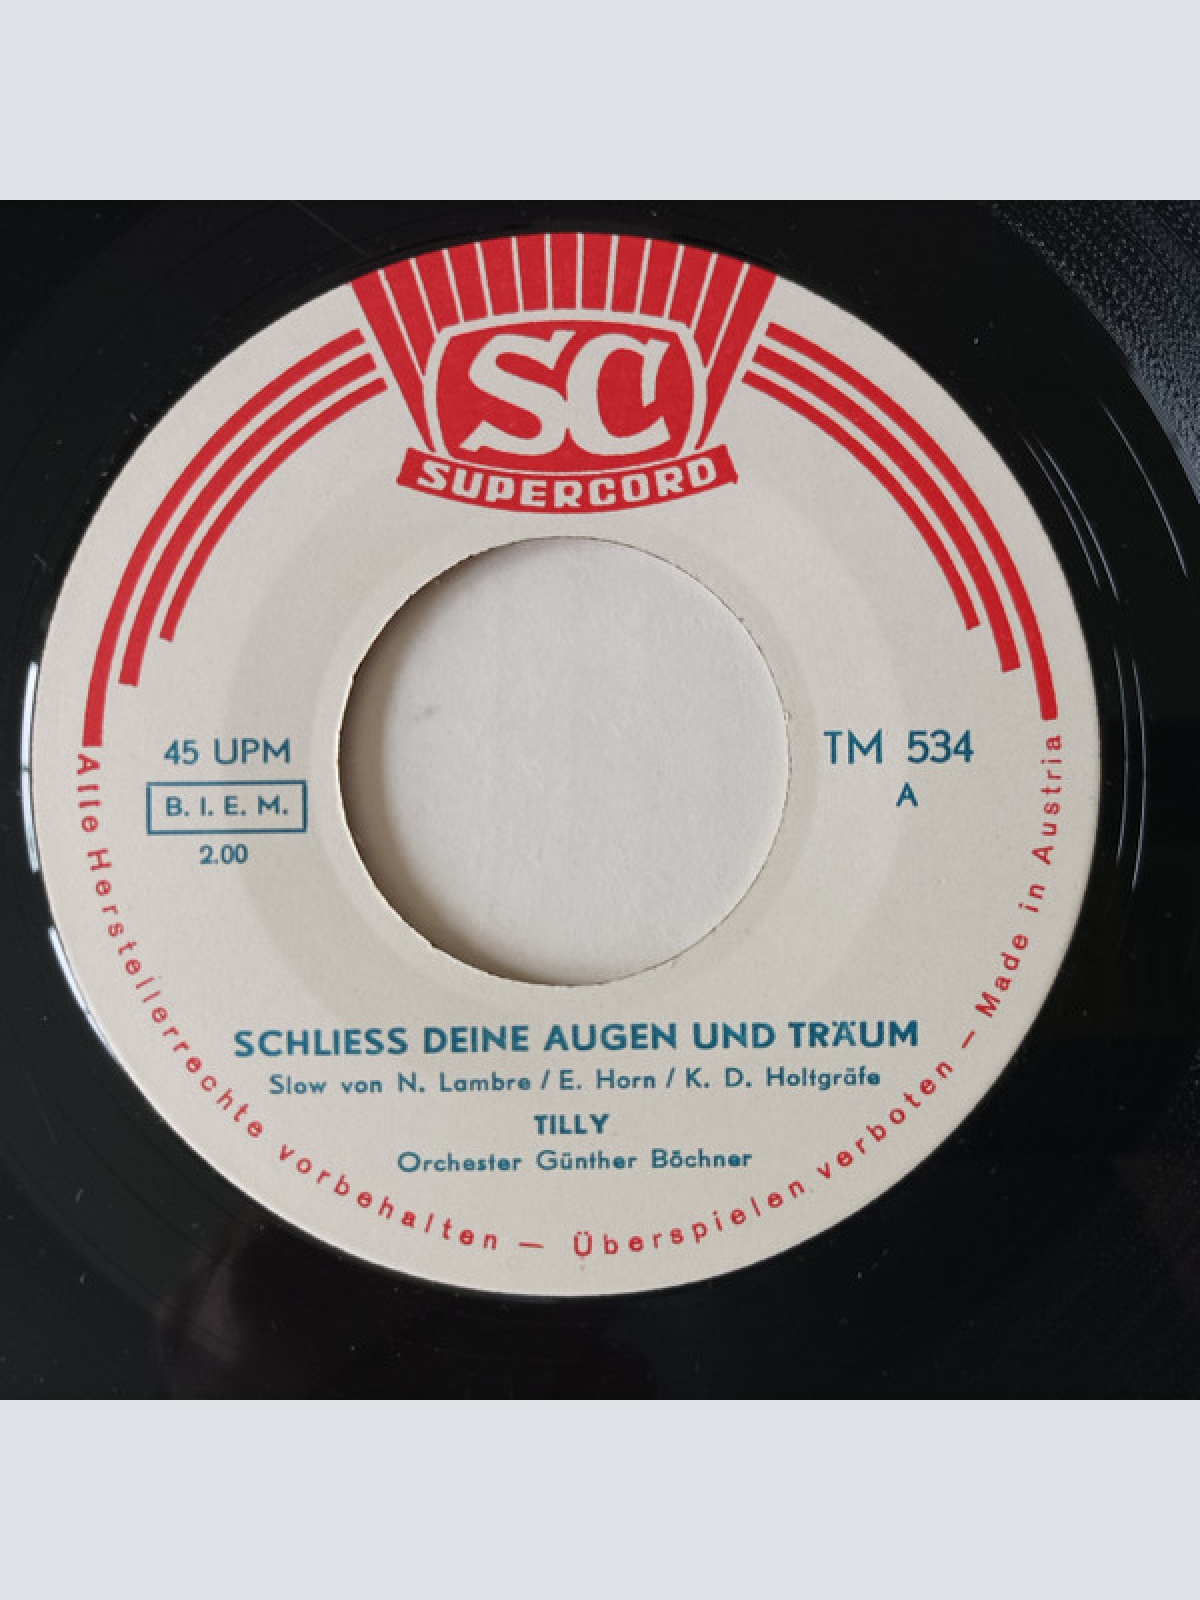 SC
SUPERCORD
45 UPM
B. I. E. M.
2.00
TM 534
A
SCHLIESS DEINE AUGEN UND TRÄUM
Slow von N. Lambre / E. Horn / K. D. Holtgräfe
TILLY
Orchester Günther Böchner
Alle Herstellerrechte vorbehalten — Überspielen verboten — Made in Austria